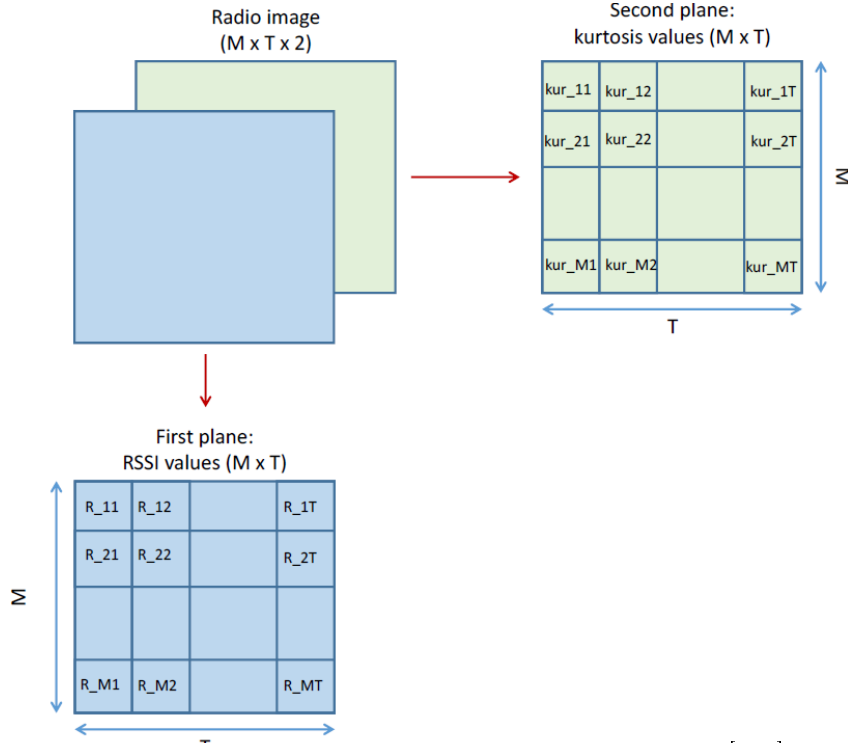 Radio image
(M x T x 2)
Second plane:
kurtosis values (M x T)
kur_11 kur_12 kur_1T
kur_21 kur_22 kur_2T
kur_M1 kur_M2 kur_MT
M
T
First plane:
RSSI values (M x T)
R_11 R_12 R_1T
R_21 R_22 R_2T
R_M1 R_M2 R_MT
M